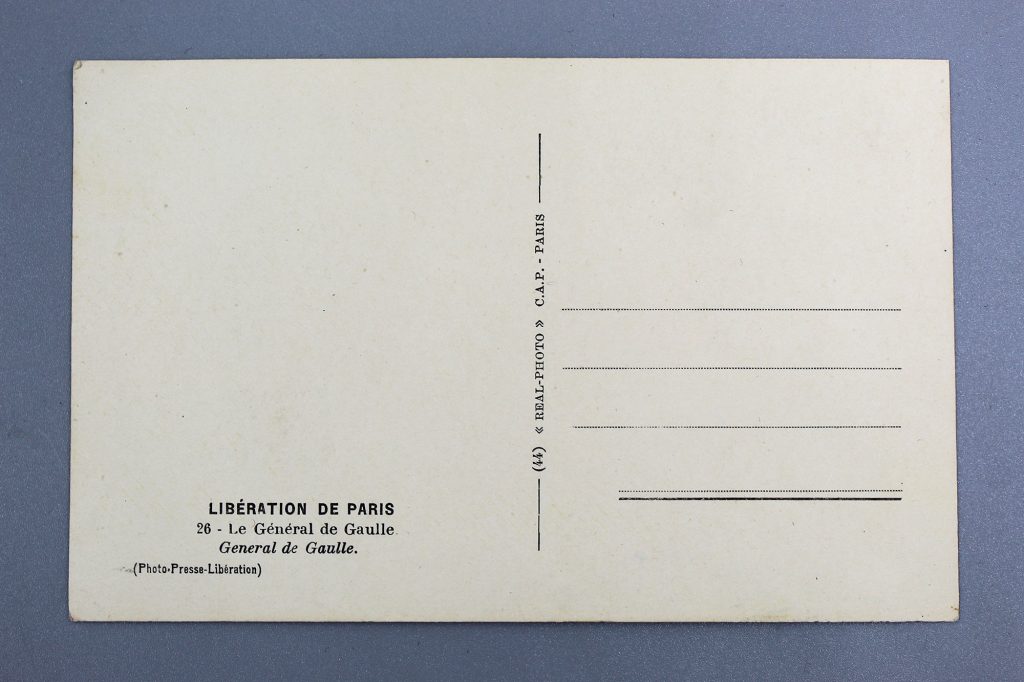 LIBÉRATION DE PARIS
26 - Le Général de Gaulle
General de Gaulle.
(Photo-Presse-Libération)
(44) « REAL-PHOTO » C.A.P. - PARIS